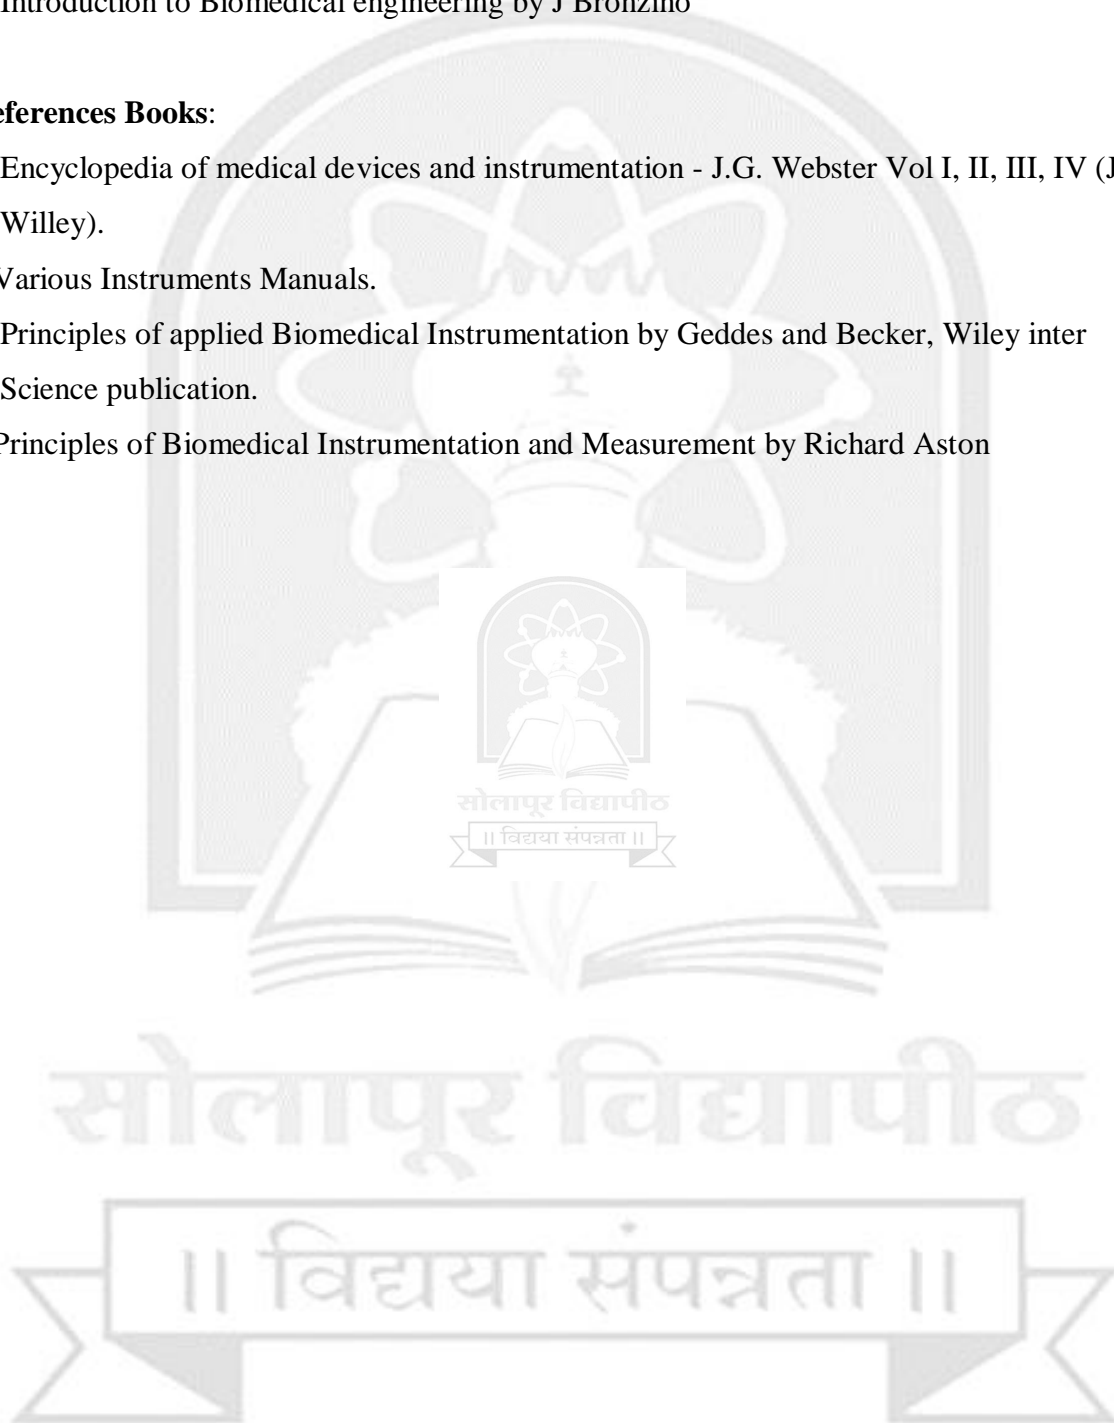 Introduction to Biomedical engineering by J Bronzino
eferences Books:
Encyclopedia of medical devices and instrumentation - J.G. Webster Vol I, II, III, IV (J
Willey).
Various Instruments Manuals.
Principles of applied Biomedical Instrumentation by Geddes and Becker, Wiley inter
Science publication.
Principles of Biomedical Instrumentation and Measurement by Richard Aston
सोलापूर विद्यापीठ
॥ विद्यया संपन्नता ॥
सोलापूर विद्यापीठ
॥ विद्यया संपन्नता ॥